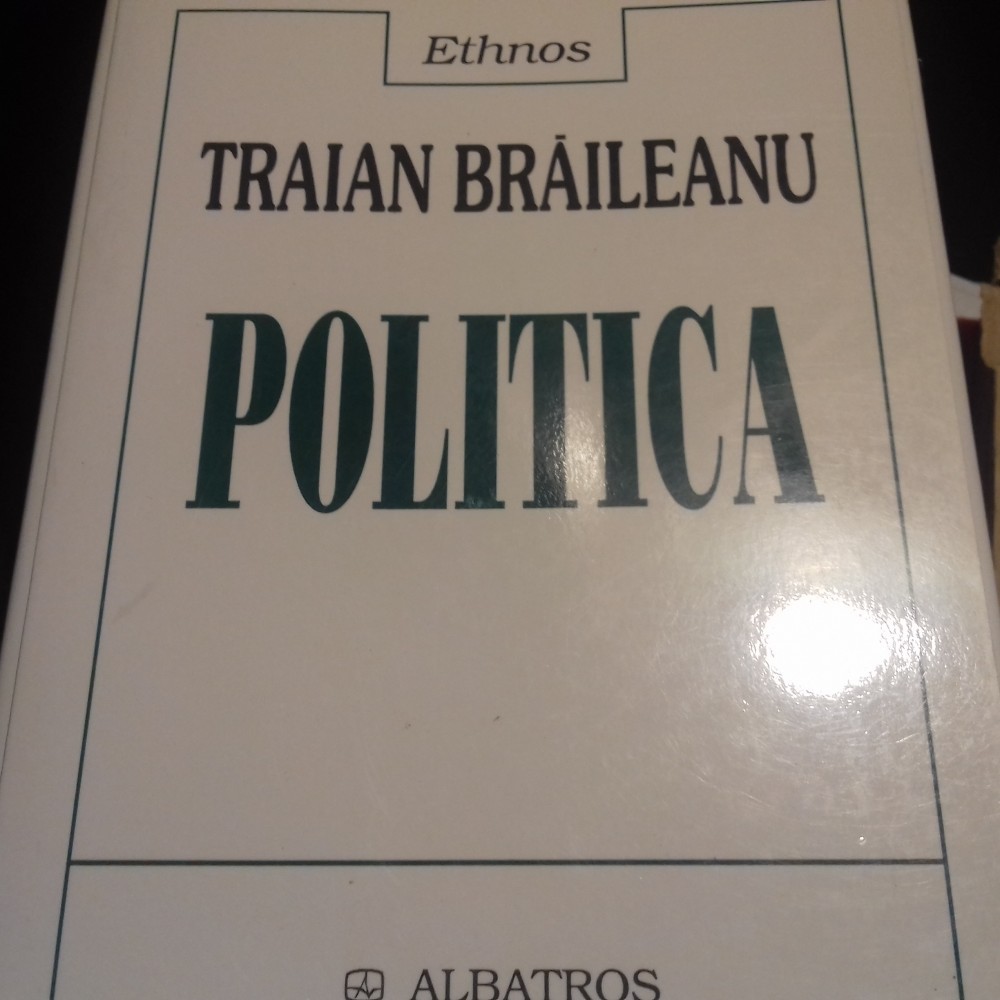 Ethnos
TRAIAN BRĂILEANU
POLITICA
ALBATROS